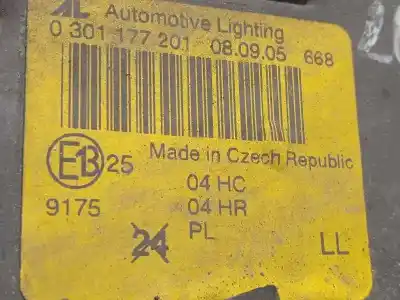 AL Automotive Lighting
0 301 177 201 08.09.05 668
E13 25 Made in Czech Republic
04 HC
9175 04 HR
24 PL LL